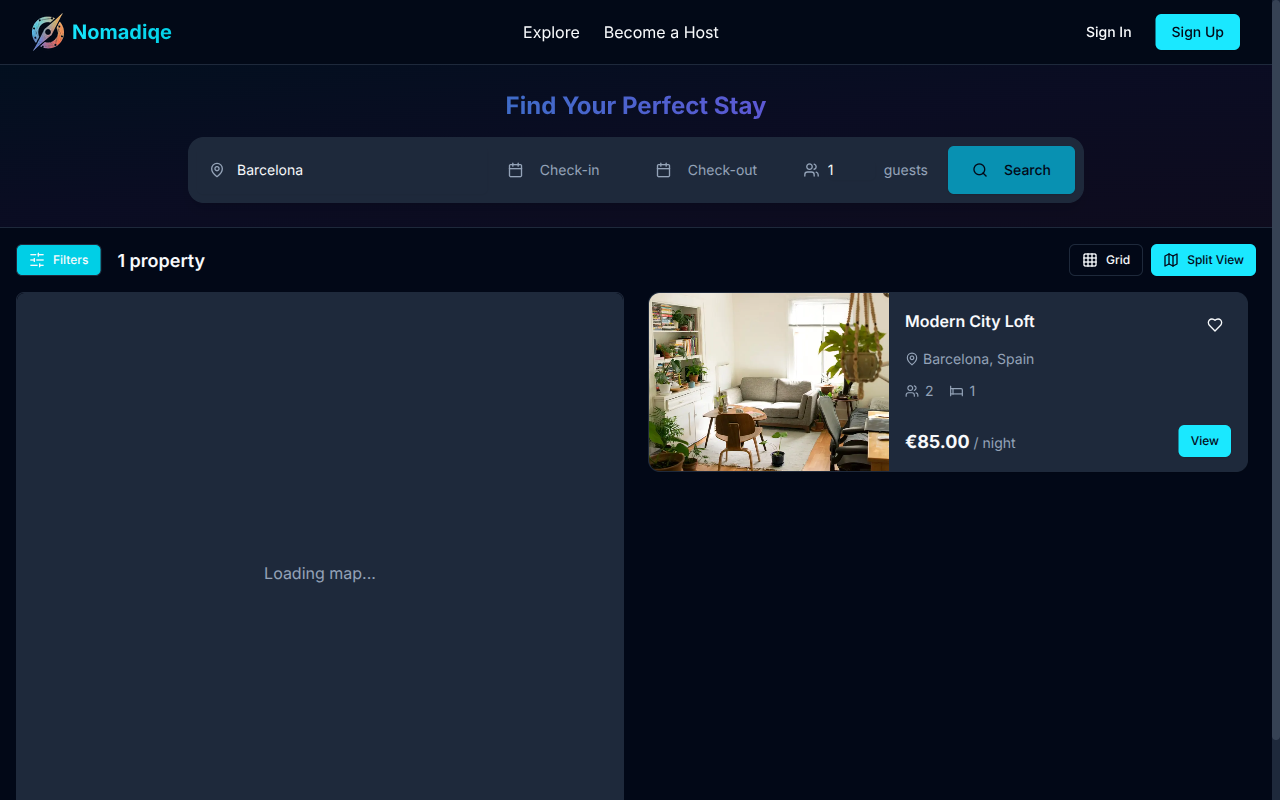 Nomadiqe
Explore
Become a Host
Sign In
Sign Up
Find Your Perfect Stay
Barcelona
Check-in
Check-out
1
guests
Search
Filters
1 property
Grid
Split View
Loading map...
Modern City Loft
Barcelona, Spain
2
1
€85.00 / night
View